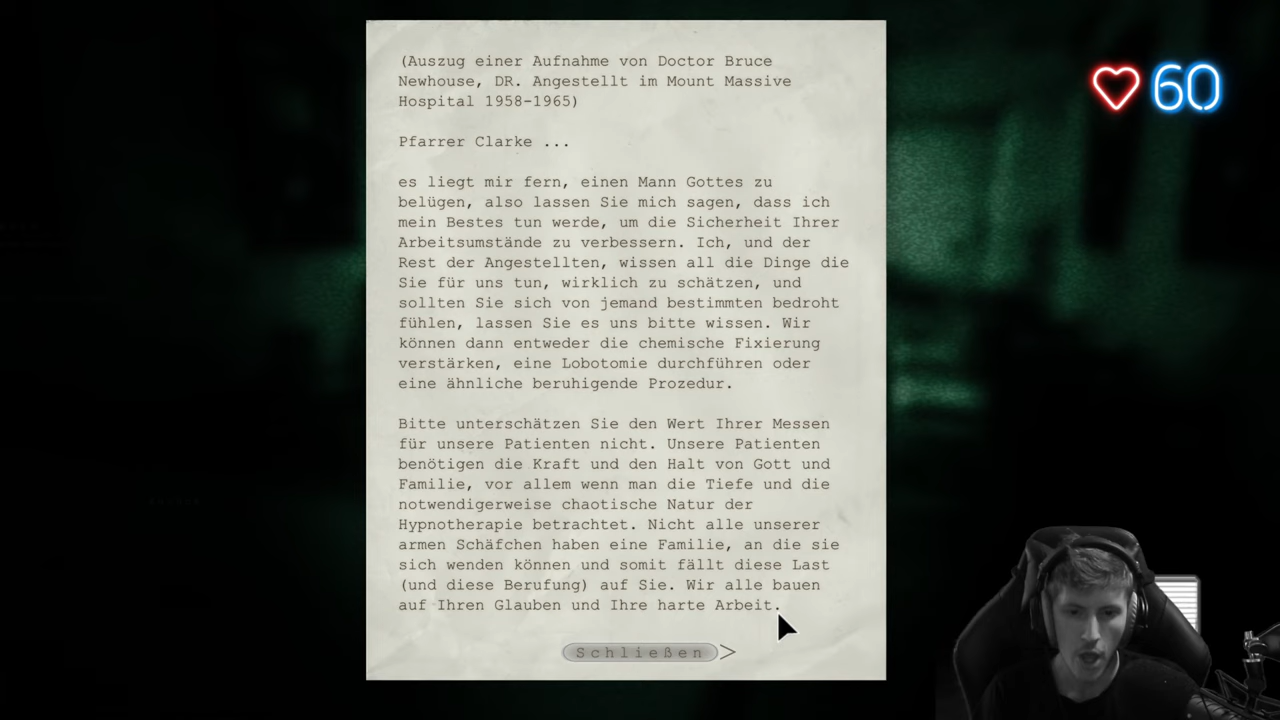 (Auszug einer Aufnahme von Doctor Bruce
Newhouse, DR. Angestellt im Mount Massive
Hospital 1958-1965)
Pfarrer Clarke ...
es liegt mir fern, einen Mann Gottes zu
belügen, also lassen Sie mich sagen, dass ich
mein Bestes tun werde, um die Sicherheit Ihrer
Arbeitsumstände zu verbessern. Ich, und der
Rest der Angestellten, wissen all die Dinge die
Sie für uns tun, wirklich zu schätzen, und
sollten Sie sich von jemand bestimmten bedroht
fühlen, lassen Sie es uns bitte wissen. Wir
können dann entweder die chemische Fixierung
verstärken, eine Lobotomie durchführen oder
eine ähnliche beruhigende Prozedur.
Bitte unterschätzen Sie den Wert Ihrer Messen
für unsere Patienten nicht. Unsere Patienten
benötigen die Kraft und den Halt von Gott und
Familie, vor allem wenn man die Tiefe und die
notwendigerweise chaotische Natur der
Hypnotherapie betrachtet. Nicht alle unserer
armen Schäfchen haben eine Familie, an die sie
sich wenden können und somit fällt diese Last
(und diese Berufung) auf Sie. Wir alle bauen
auf Ihren Glauben und Ihre harte Arbeit.
Schließen >
60